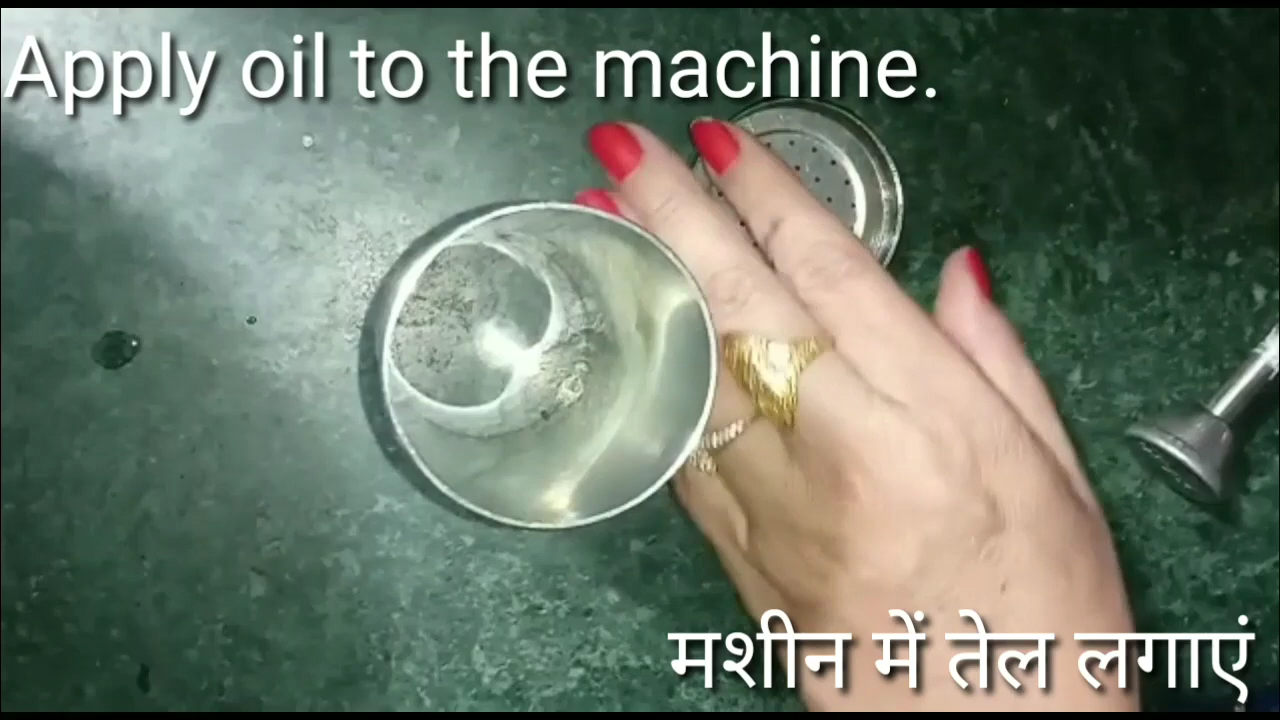 Apply oil to the machine.
मशीन में तेल लगाएं